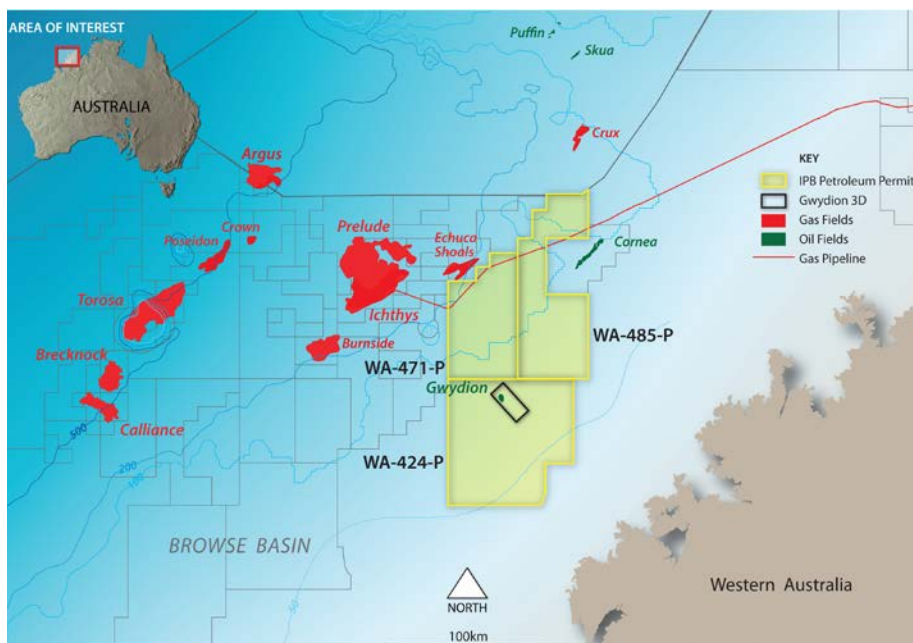 AREA OF INTEREST
AUSTRALIA
Puffin
Skua
Crux
Argus
KEY
IPB Petroleum Permit
Gwydion 3D
Gas Fields
Oil Fields
Gas Pipeline
Crown
Poseidon
Prelude
Echuca
Shoals
Cornea
Torosa
Ichthys
Burnside
WA-485-P
Brecknock
WA-471-P
Gwydion
Calliance
500
200
100
WA-424-P
BROWSE BASIN
50
NORTH
100km
Western Australia